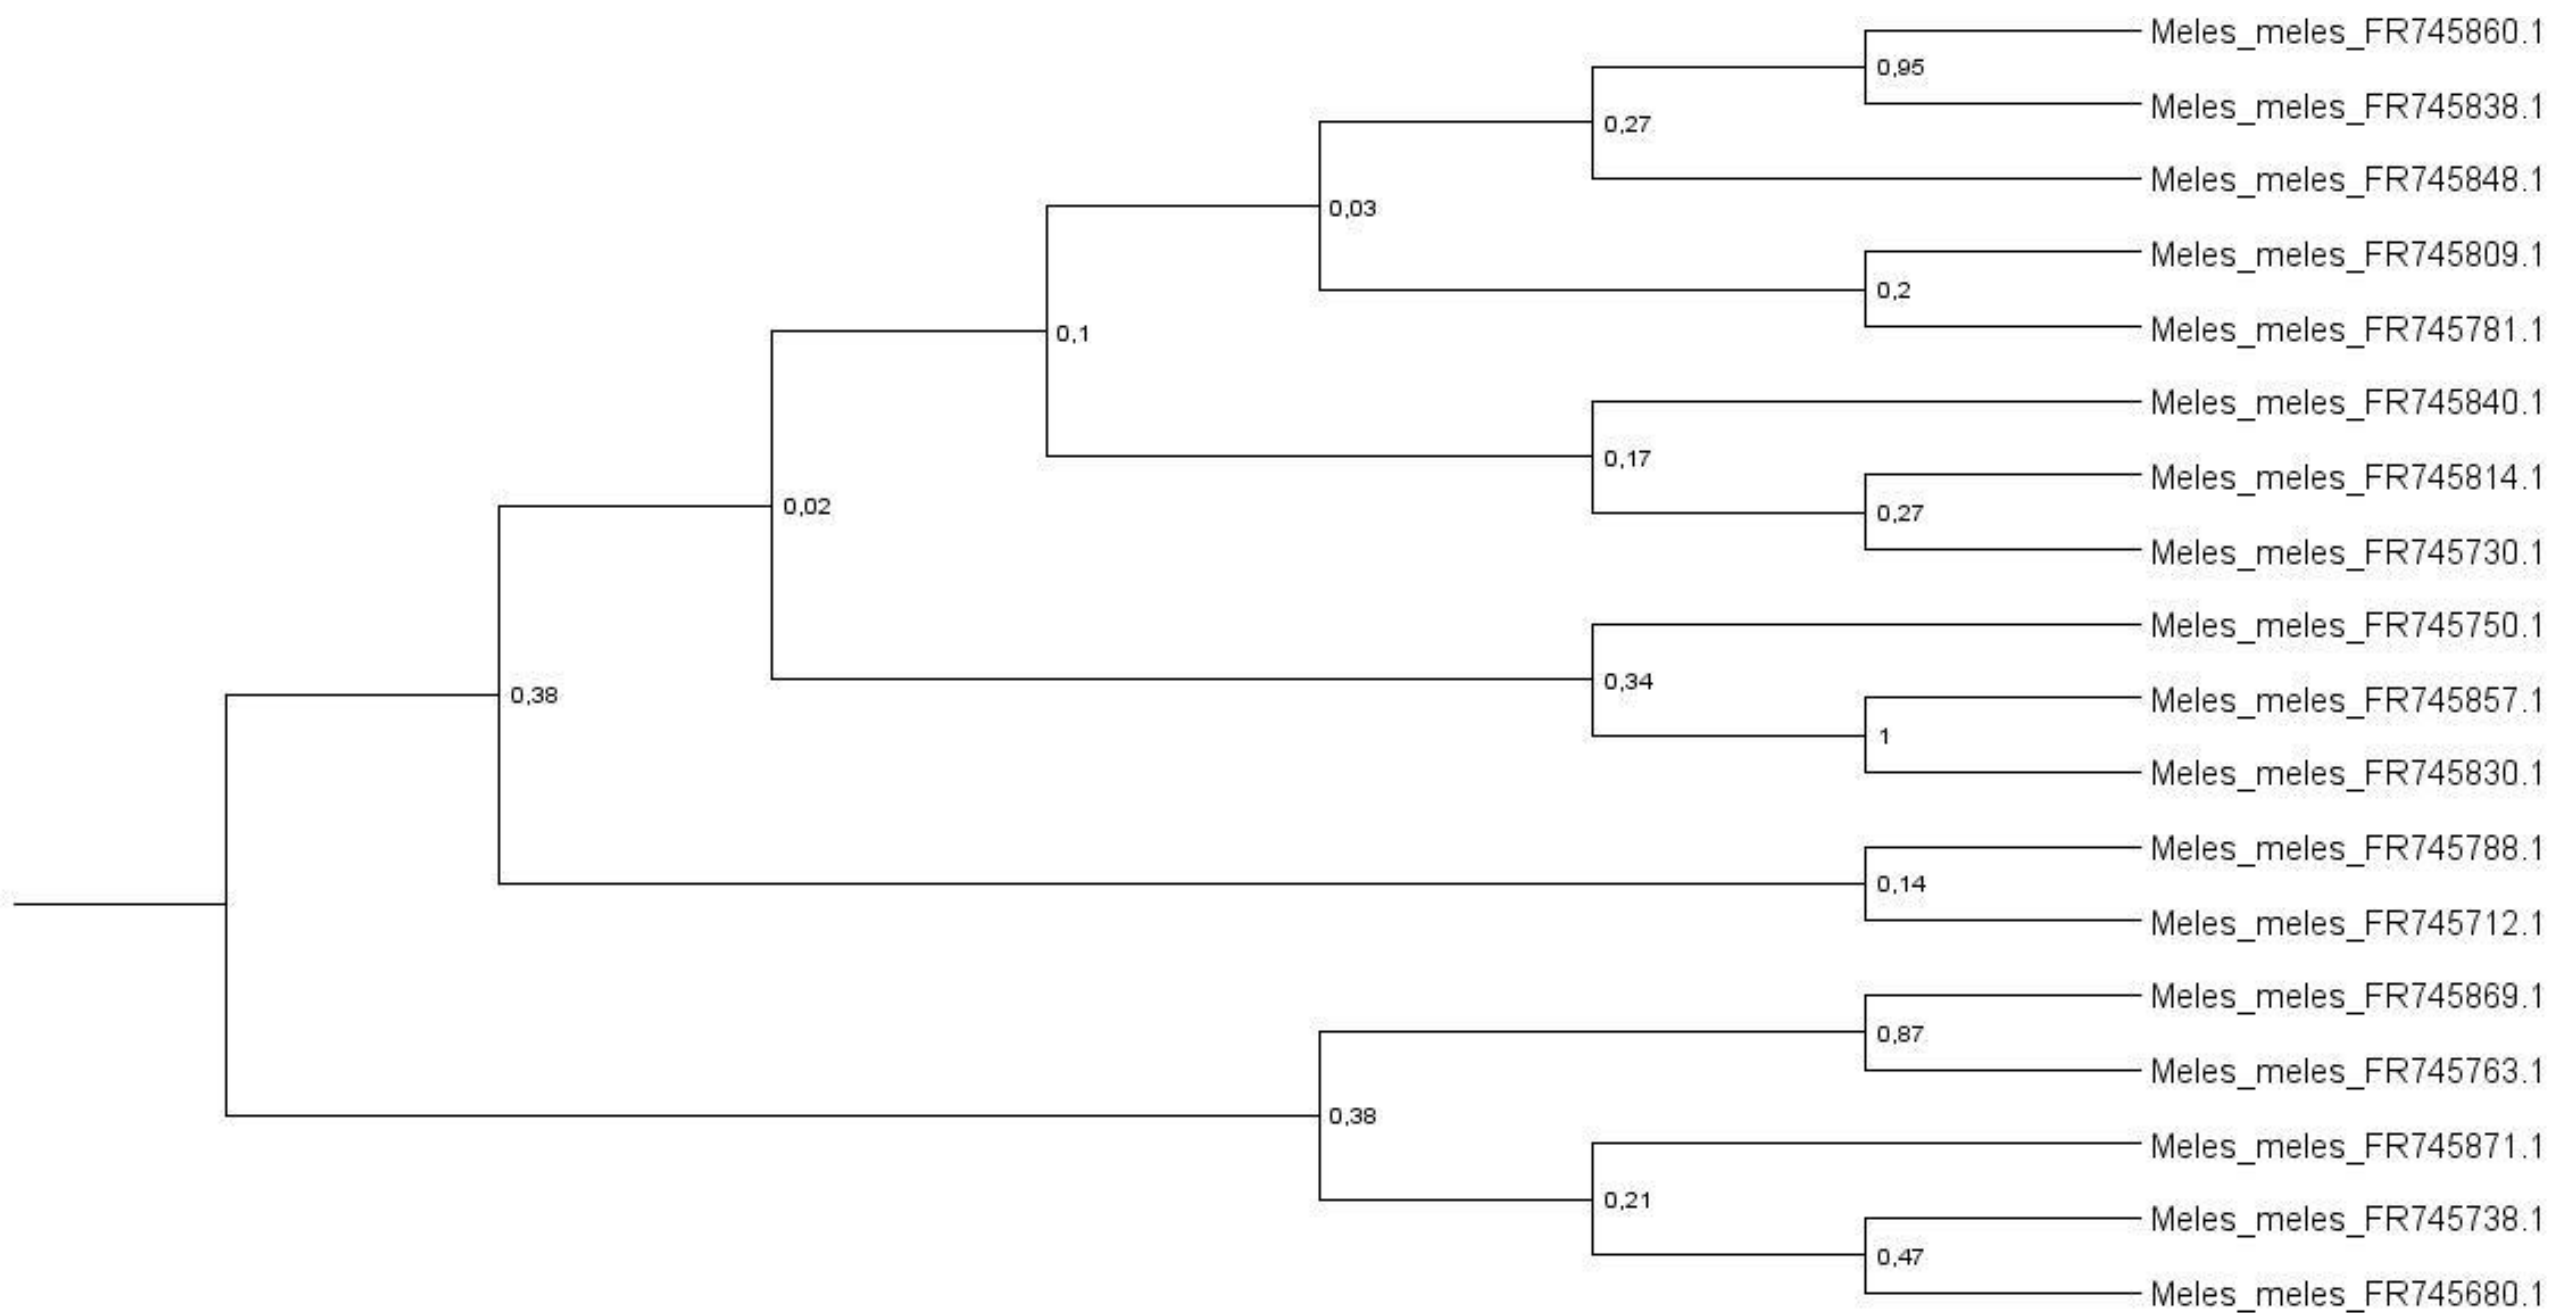 Meles_meles_FR745860.1
0,95
Meles_meles_FR745838.1
0,27
Meles_meles_FR745848.1
0,03
Meles_meles_FR745809.1
0,2
Meles_meles_FR745781.1
0,1
Meles_meles_FR745840.1
0,17
Meles_meles_FR745814.1
0,27
Meles_meles_FR745730.1
0,02
Meles_meles_FR745750.1
0,34
Meles_meles_FR745857.1
1
Meles_meles_FR745830.1
0,38
Meles_meles_FR745788.1
0,14
Meles_meles_FR745712.1
Meles_meles_FR745869.1
0,87
Meles_meles_FR745763.1
0,38
Meles_meles_FR745871.1
0,21
Meles_meles_FR745738.1
0,47
Meles_meles_FR745680.1